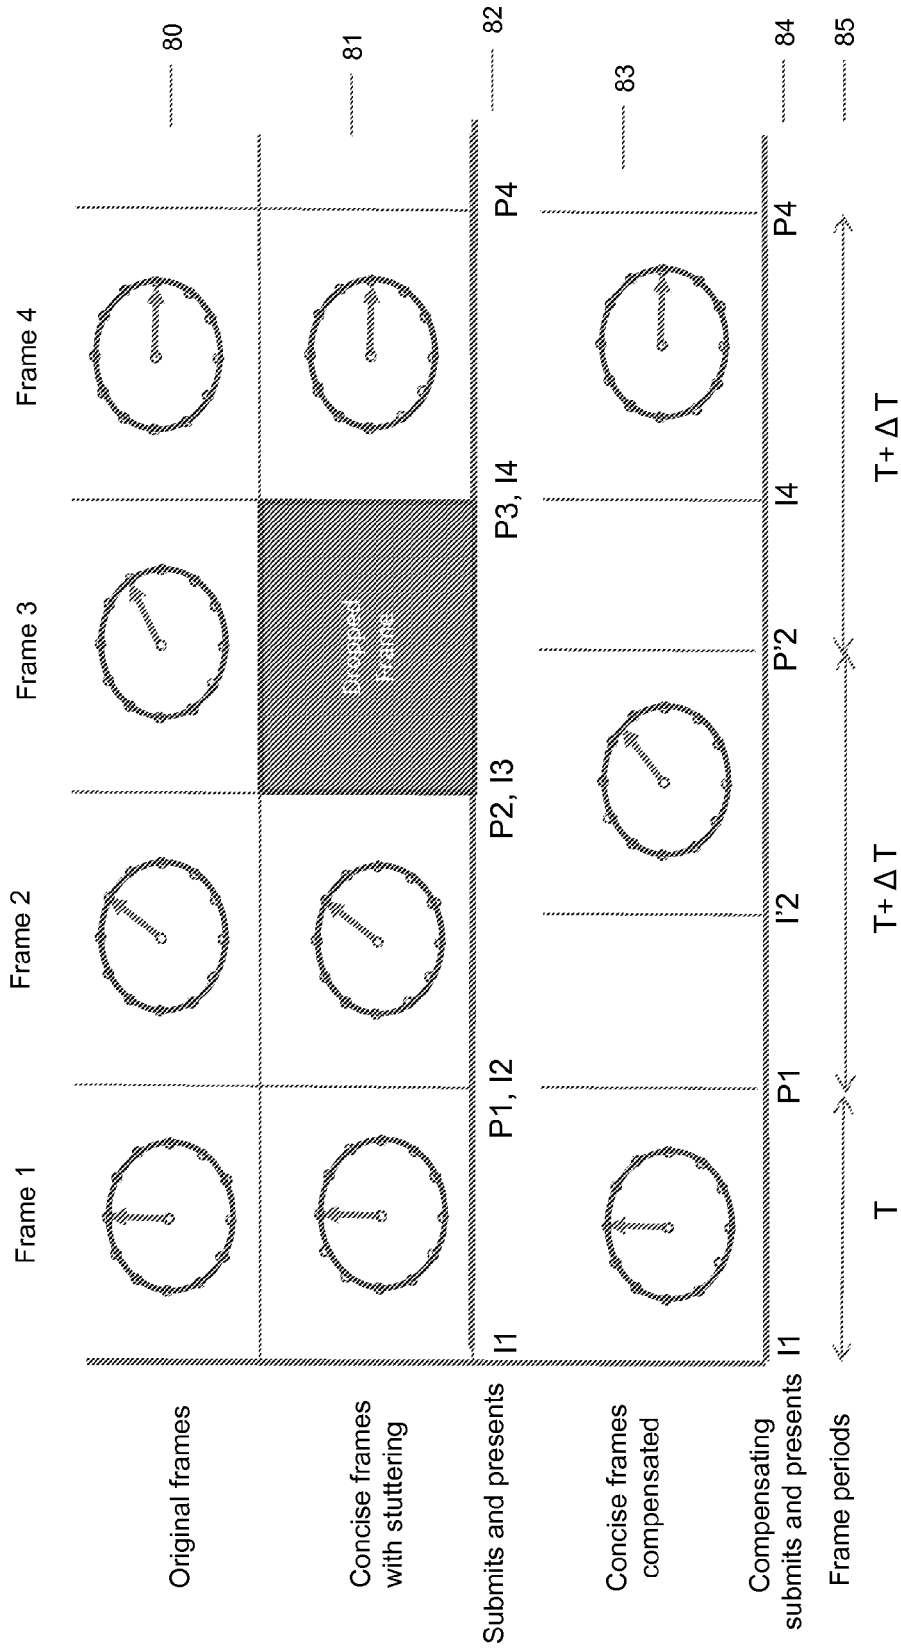 Frame 1
Frame 2
Frame 3
Frame 4
Original frames
80
Concise frames
with stuttering
Dropped
Frame
81
Submits and presents
I1
P1, I2
P2, I3
P3, I4
P4
82
Concise frames
compensated
83
Compensating
submits and presents
I1
P1
I'2
P'2
I4
P4
84
Frame periods
85
T
T+ Δ T
T+ Δ T